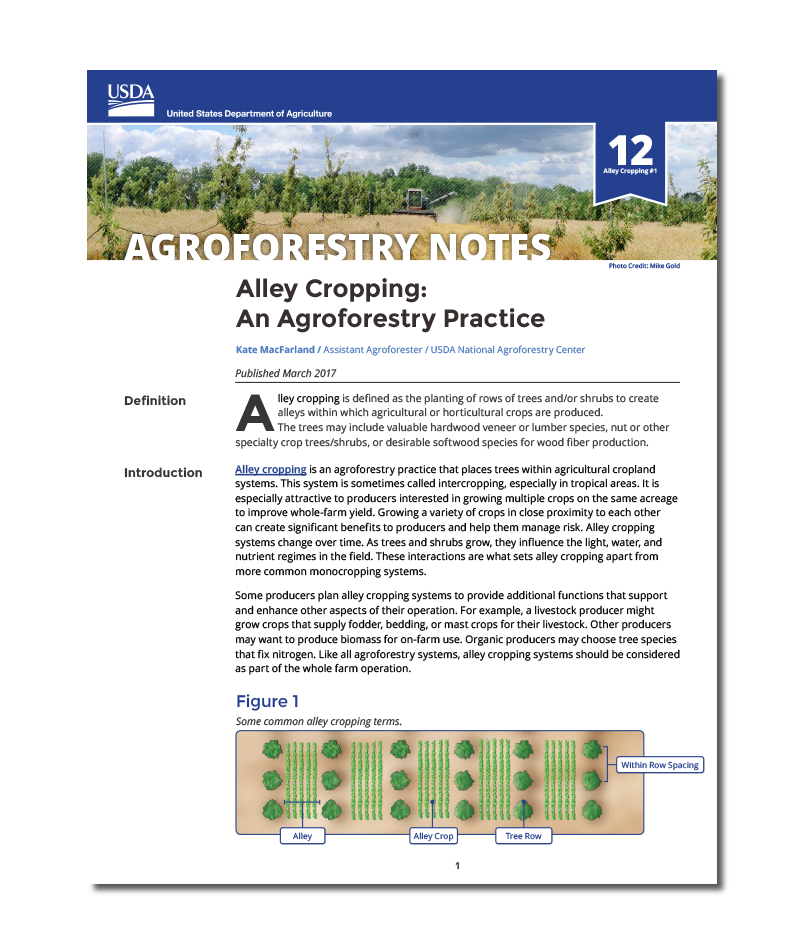 USDA
United States Department of Agriculture
12
Alley Cropping #1
AGROFORESTRY NOTES
Photo Credit: Mike Gold
Alley Cropping:
An Agroforestry Practice
Kate MacFarland / Assistant Agroforester / USDA National Agroforestry Center
Published March 2017
Definition
Alley cropping is defined as the planting of rows of trees and/or shrubs to create
alleys within which agricultural or horticultural crops are produced.
The trees may include valuable hardwood veneer or lumber species, nut or other
specialty crop trees/shrubs, or desirable softwood species for wood fiber production.
Introduction
Alley cropping is an agroforestry practice that places trees within agricultural cropland
systems. This system is sometimes called intercropping, especially in tropical areas. It is
especially attractive to producers interested in growing multiple crops on the same acreage
to improve whole-farm yield. Growing a variety of crops in close proximity to each other
can create significant benefits to producers and help them manage risk. Alley cropping
systems change over time. As trees and shrubs grow, they influence the light, water, and
nutrient regimes in the field. These interactions are what sets alley cropping apart from
more common monocropping systems.
Some producers plan alley cropping systems to provide additional functions that support
and enhance other aspects of their operation. For example, a livestock producer might
grow crops that supply fodder, bedding, or mast crops for their livestock. Other producers
may want to produce biomass for on-farm use. Organic producers may choose tree species
that fix nitrogen. Like all agroforestry systems, alley cropping systems should be considered
as part of the whole farm operation.
Figure 1
Some common alley cropping terms.
Within Row Spacing
Alley
Alley Crop
Tree Row
1